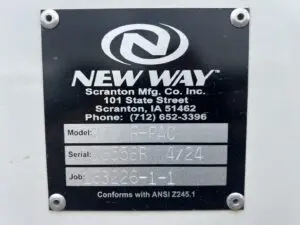 NEW WAY™
Scranton Mfg. Co. Inc.
101 State Street
Scranton, IA 51462
Phone: (712) 652-3396
Model:
Serial: 4/24
Job:
Conforms with ANSI Z245.1